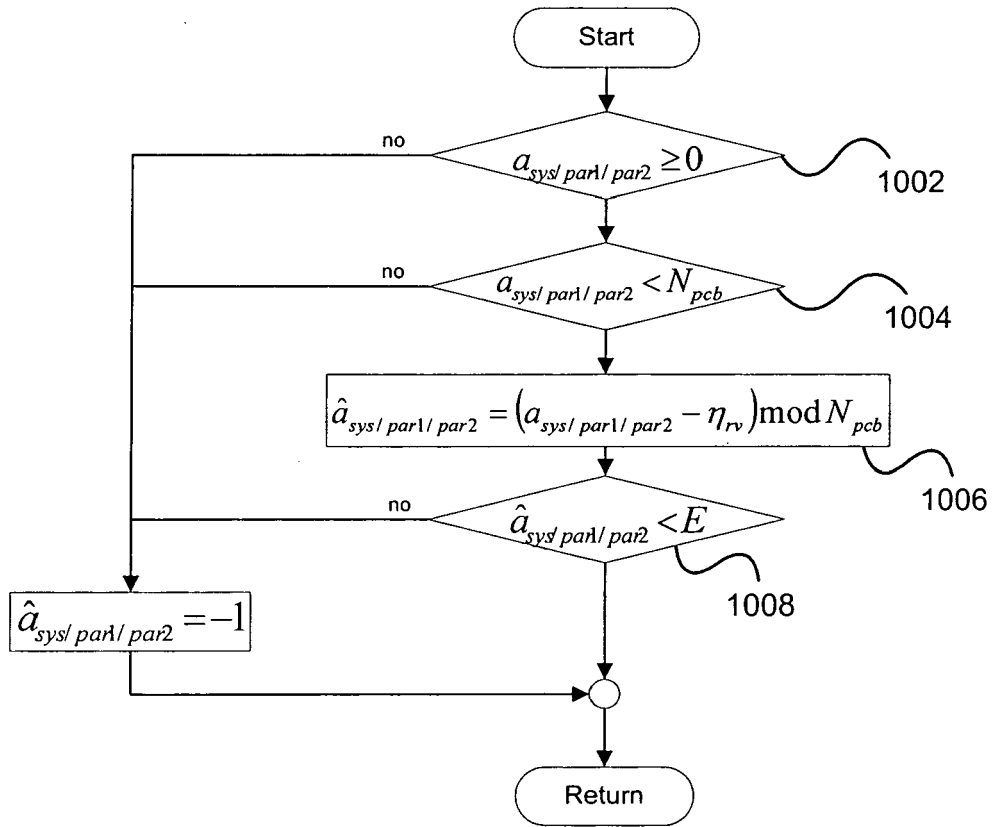 Start
no
a_{sys/par1/par2} ≥ 0
1002
no
a_{sys/par1/par2} < N_{pcb}
1004
â_{sys/par1/par2} = (a_{sys/par1/par2} − η_{rv}) mod N_{pcb}
1006
no
â_{sys/par1/par2} < E
1008
â_{sys/par1/par2} = −1
Return